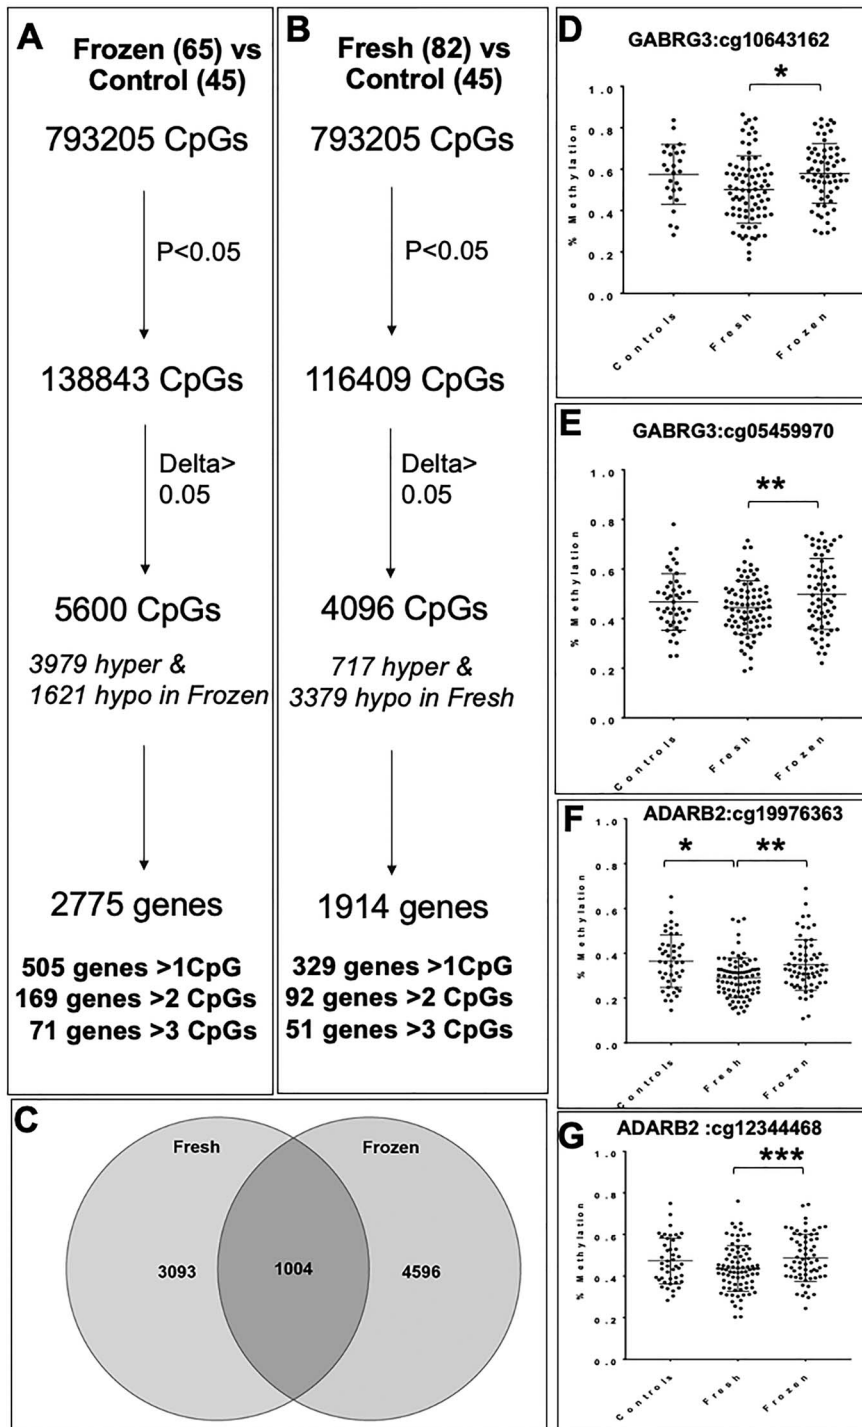 A
Frozen (65) vs
Control (45)
793205 CpGs
P<0.05
138843 CpGs
Delta>
0.05
5600 CpGs
3979 hyper &
1621 hypo in Frozen
2775 genes
505 genes >1CpG
169 genes >2 CpGs
71 genes >3 CpGs
B
Fresh (82) vs
Control (45)
793205 CpGs
P<0.05
116409 CpGs
Delta>
0.05
4096 CpGs
717 hyper &
3379 hypo in Fresh
1914 genes
329 genes >1CpG
92 genes >2 CpGs
51 genes >3 CpGs
C
Fresh
Frozen
3093
1004
4596
D
GABRG3:cg10643162
*
1.0
0.8
0.6
0.4
0.2
0.0
% Methylation
Controls
Fresh
Frozen
E
GABRG3:cg05459970
**
1.0
0.8
0.6
0.4
0.2
0.0
% Methylation
Controls
Fresh
Frozen
F
ADARB2:cg19976363
*
**
1.0
0.8
0.6
0.4
0.2
0.0
% Methylation
Controls
Fresh
Frozen
G
ADARB2 :cg12344468
***
1.0
0.8
0.6
0.4
0.2
0.0
% Methylation
Controls
Fresh
Frozen